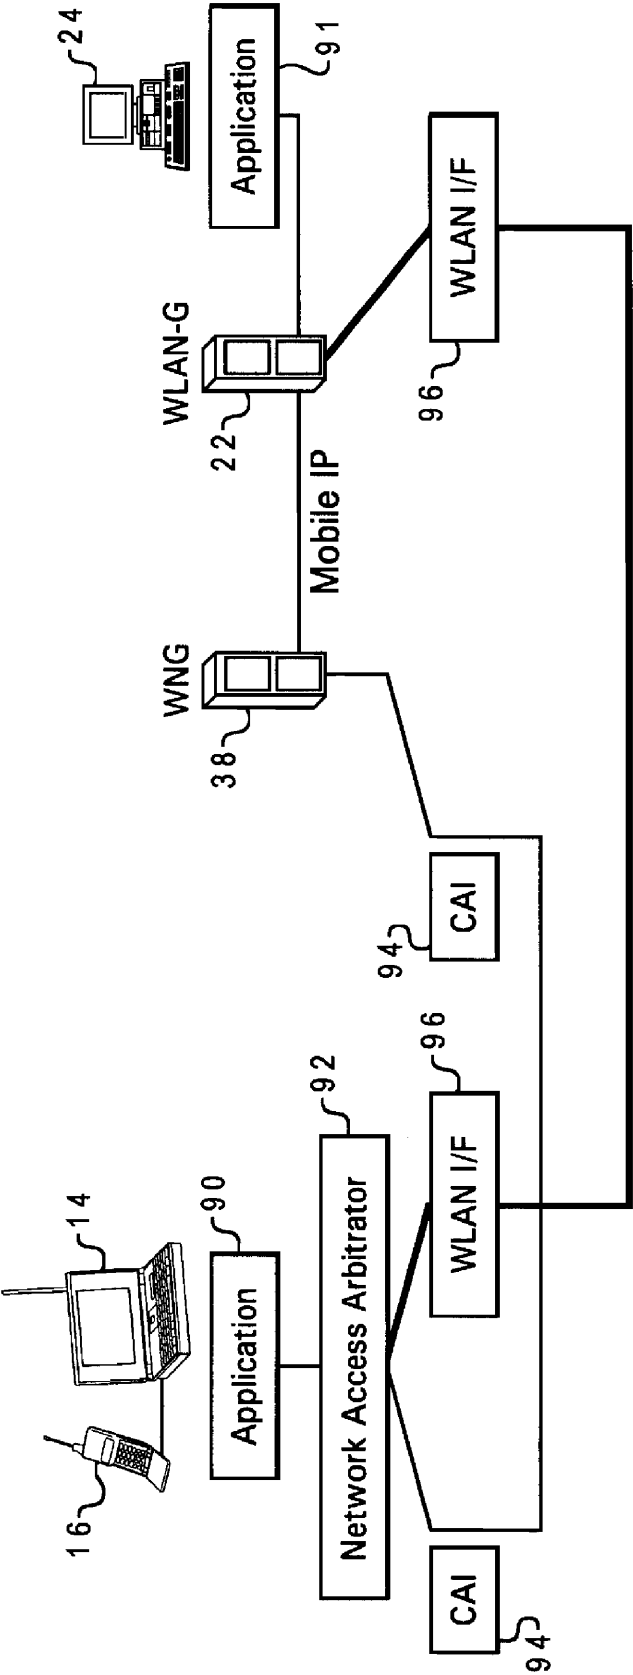 16
14
24
WNG
WLAN-G
90
38
22
Application
Application
92
Mobile IP
91
Network Access Arbitrator
94
96
96
CAI
WLAN I/F
CAI
WLAN I/F
94